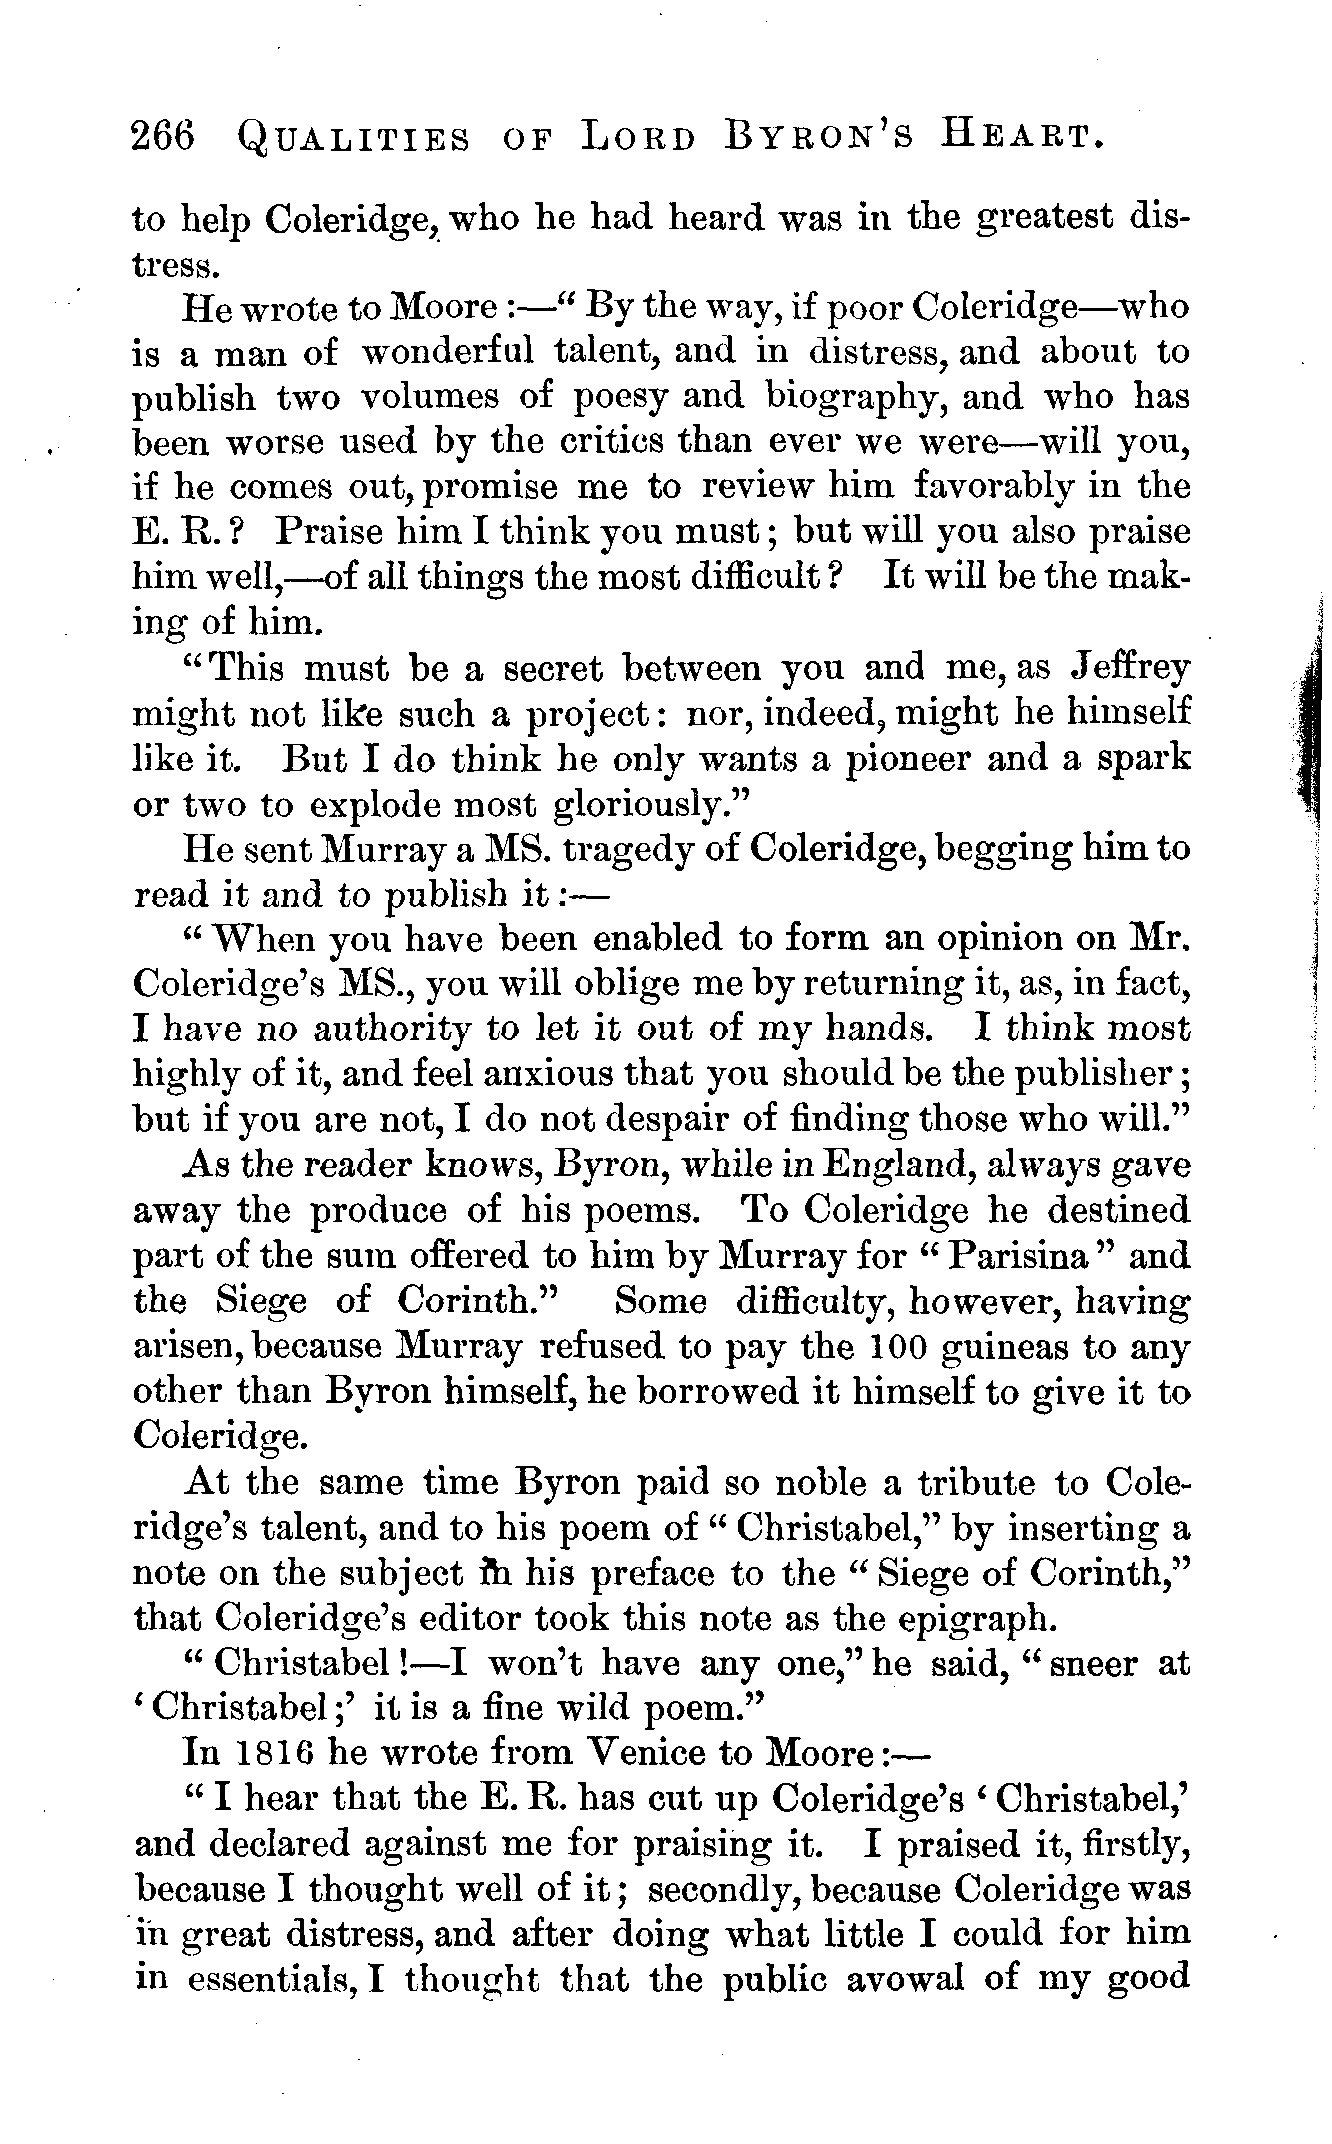 266 QUALITIES OF LORD BYRON'S HEART.
to help Coleridge, who he had heard was in the greatest dis-
tress.
He wrote to Moore :—“ By the way, if poor Coleridge—who
is a man of wonderful talent, and in distress, and about to
publish two volumes of poesy and biography, and who has
been worse used by the critics than ever we were—will you,
if he comes out, promise me to review him favorably in the
E. R.? Praise him I think you must; but will you also praise
him well,—of all things the most difficult? It will be the mak-
ing of him.
“This must be a secret between you and me, as Jeffrey
might not like such a project: nor, indeed, might he himself
like it. But I do think he only wants a pioneer and a spark
or two to explode most gloriously.”
He sent Murray a MS. tragedy of Coleridge, begging him to
read it and to publish it :—
“ When you have been enabled to form an opinion on Mr.
Coleridge’s MS., you will oblige me by returning it, as, in fact,
I have no authority to let it out of my hands. I think most
highly of it, and feel anxious that you should be the publisher;
but if you are not, I do not despair of finding those who will.”
As the reader knows, Byron, while in England, always gave
away the produce of his poems. To Coleridge he destined
part of the sum offered to him by Murray for “ Parisina” and
the Siege of Corinth.” Some difficulty, however, having
arisen, because Murray refused to pay the 100 guineas to any
other than Byron himself, he borrowed it himself to give it to
Coleridge.
At the same time Byron paid so noble a tribute to Cole-
ridge’s talent, and to his poem of “ Christabel,” by inserting a
note on the subject in his preface to the “ Siege of Corinth,”
that Coleridge’s editor took this note as the epigraph.
“ Christabel !—I won’t have any one,” he said, “ sneer at
‘ Christabel;’ it is a fine wild poem.”
In 1816 he wrote from Venice to Moore:—
“ I hear that the E. R. has cut up Coleridge’s ‘ Christabel,’
and declared against me for praising it. I praised it, firstly,
because I thought well of it; secondly, because Coleridge was
in great distress, and after doing what little I could for him
in essentials, I thought that the public avowal of my good